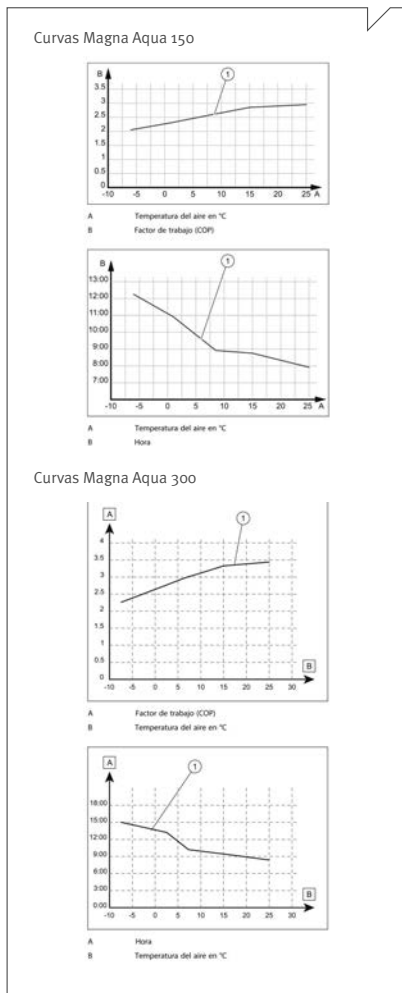 Curvas Magna Aqua 150
B
1
3.5
3
2.5
2
1.5
1
0.5
0
-10 -5 0 5 10 15 20 25 A
A Temperatura del aire en °C
B Factor de trabajo (COP)
B
1
13:00
12:00
11:00
10:00
9:00
8:00
7:00
-10 -5 0 5 10 15 20 25 A
A Temperatura del aire en °C
B Hora
Curvas Magna Aqua 300
A
1
4
3.5
3
2.5
2
1.5
1
0.5
0
B
-10 -5 0 5 10 15 20 25 30
A Factor de trabajo (COP)
B Temperatura del aire en °C
A
1
18:00
15:00
12:00
9:00
6:00
3:00
0:00
B
-10 -5 0 5 10 15 20 25 30
A Hora
B Temperatura del aire en °C